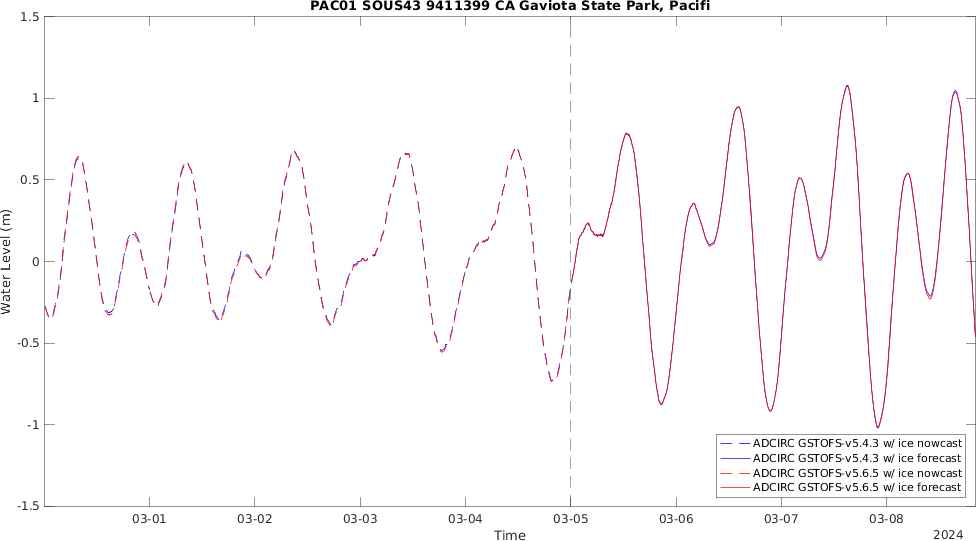 PAC01 SOUS43 9411399 CA Gaviota State Park, Pacifi
1.5
1
0.5
0
-0.5
-1
-1.5
Water Level (m)
03-01 03-02 03-03 03-04 03-05 03-06 03-07 03-08
Time
2024
ADCIRC GSTOFS-v5.4.3 w/ ice nowcast
ADCIRC GSTOFS-v5.4.3 w/ ice forecast
ADCIRC GSTOFS-v5.6.5 w/ ice nowcast
ADCIRC GSTOFS-v5.6.5 w/ ice forecast